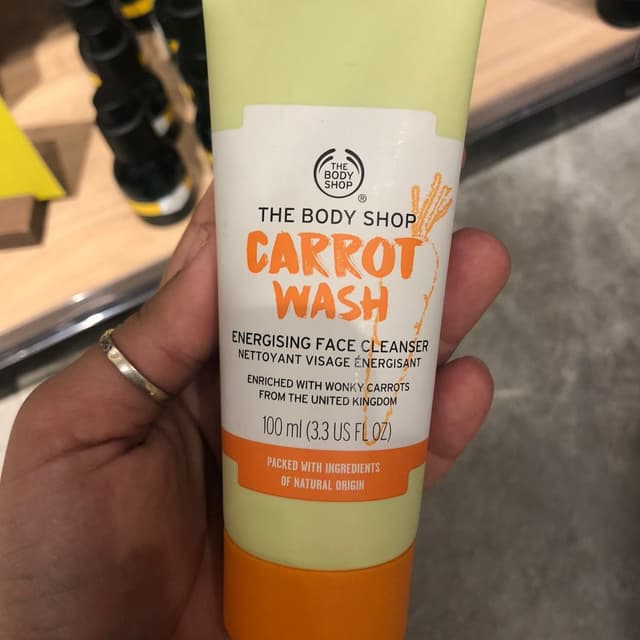 THE
BODY
SHOP
®
THE BODY SHOP
CARROT
WASH
ENERGISING FACE CLEANSER
NETTOYANT VISAGE ÉNERGISANT
ENRICHED WITH WONKY CARROTS
FROM THE UNITED KINGDOM
100 ml (3.3 US FL OZ)
PACKED WITH INGREDIENTS
OF NATURAL ORIGIN